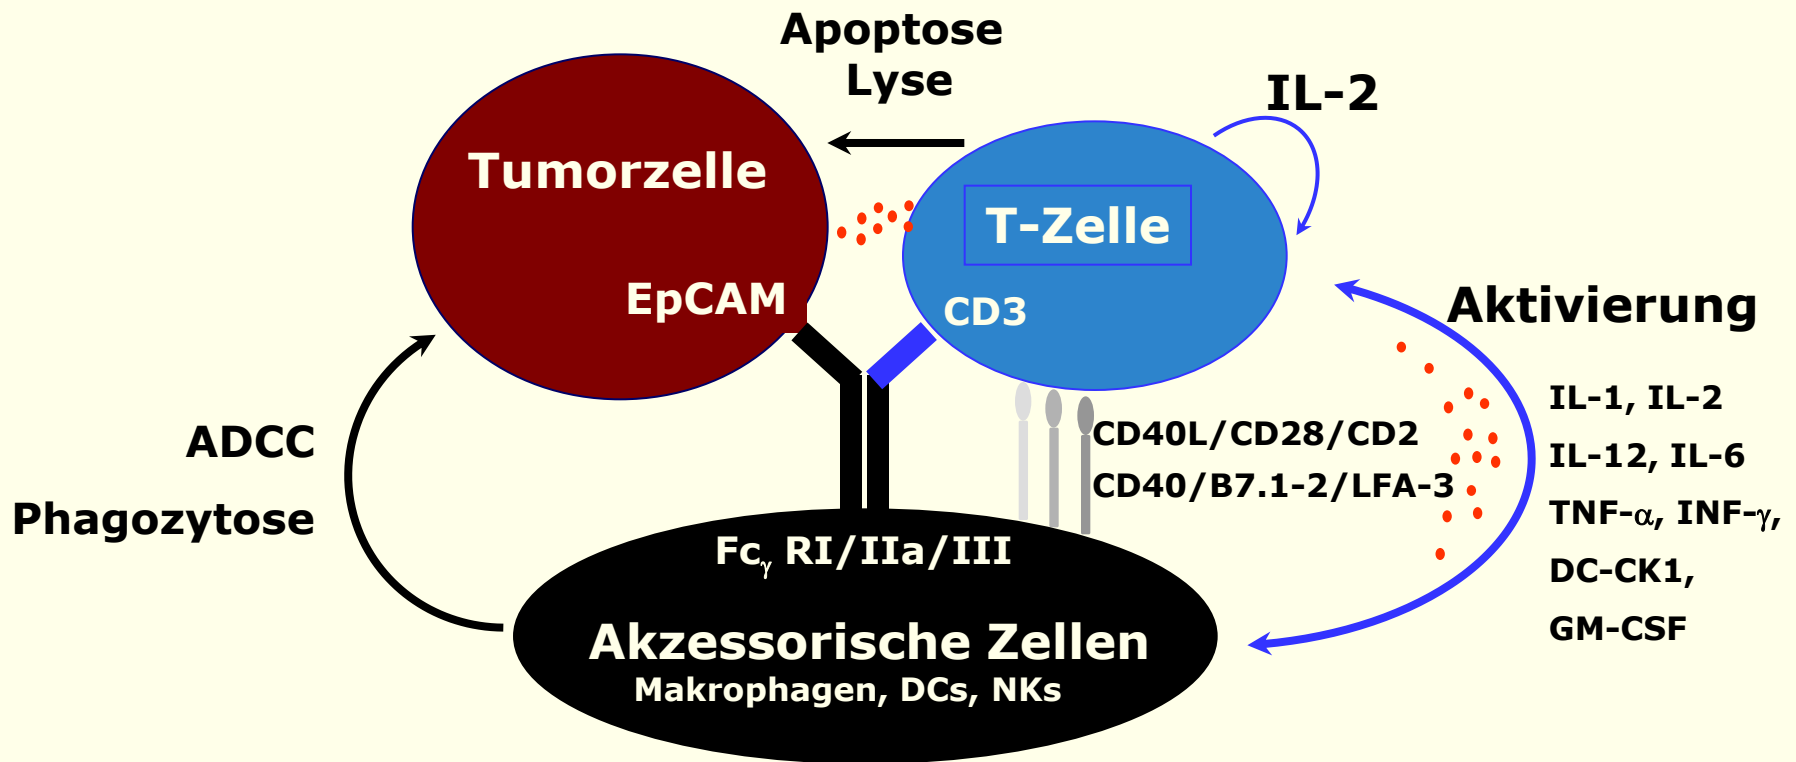 Apoptose
Lyse
IL-2
Tumorzelle
T-Zelle
EpCAM
CD3
Aktivierung
ADCC
Phagozytose
CD40L/CD28/CD2
CD40/B7.1-2/LFA-3
IL-1, IL-2
IL-12, IL-6
TNF-α, INF-γ,
DC-CK1,
GM-CSF
Fcγ RI/IIa/III
Akzessorische Zellen
Makrophagen, DCs, NKs